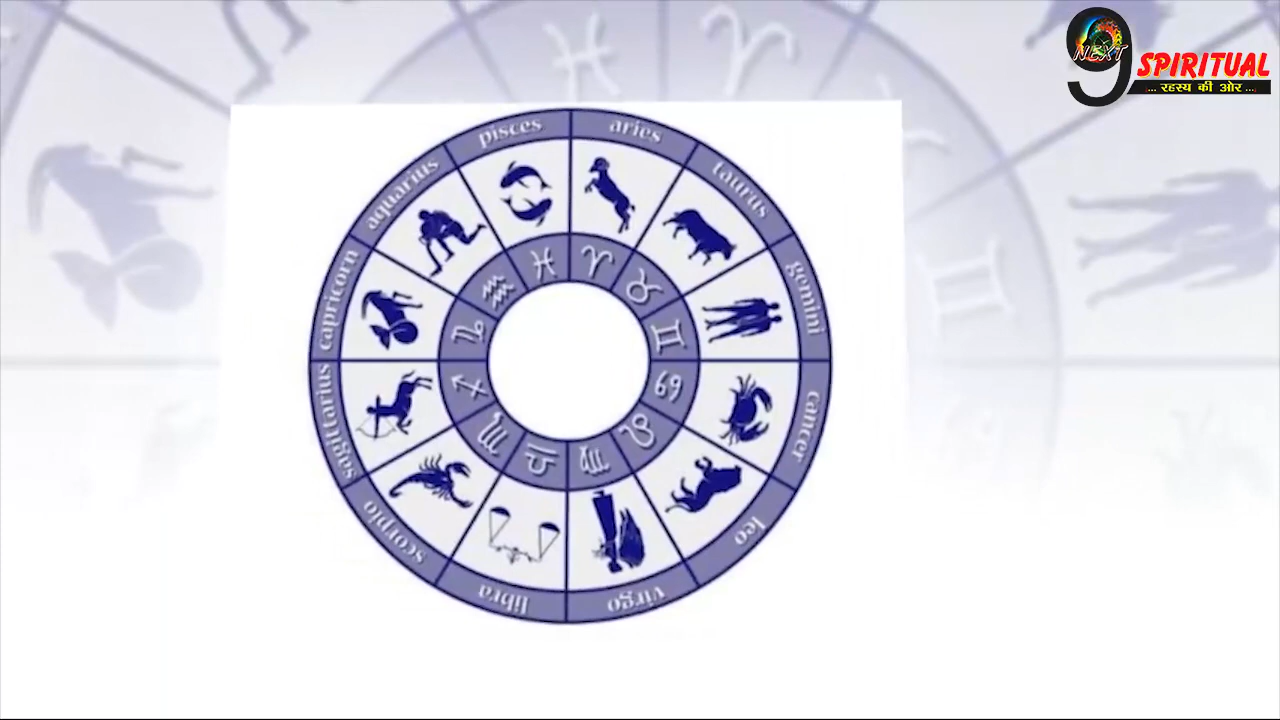 9
NEXT
SPIRITUAL
... रहस्य की ओर ...
pisces
aries
taurus
gemini
cancer
leo
virgo
libra
scorpio
sagittarius
capricorn
aquarius